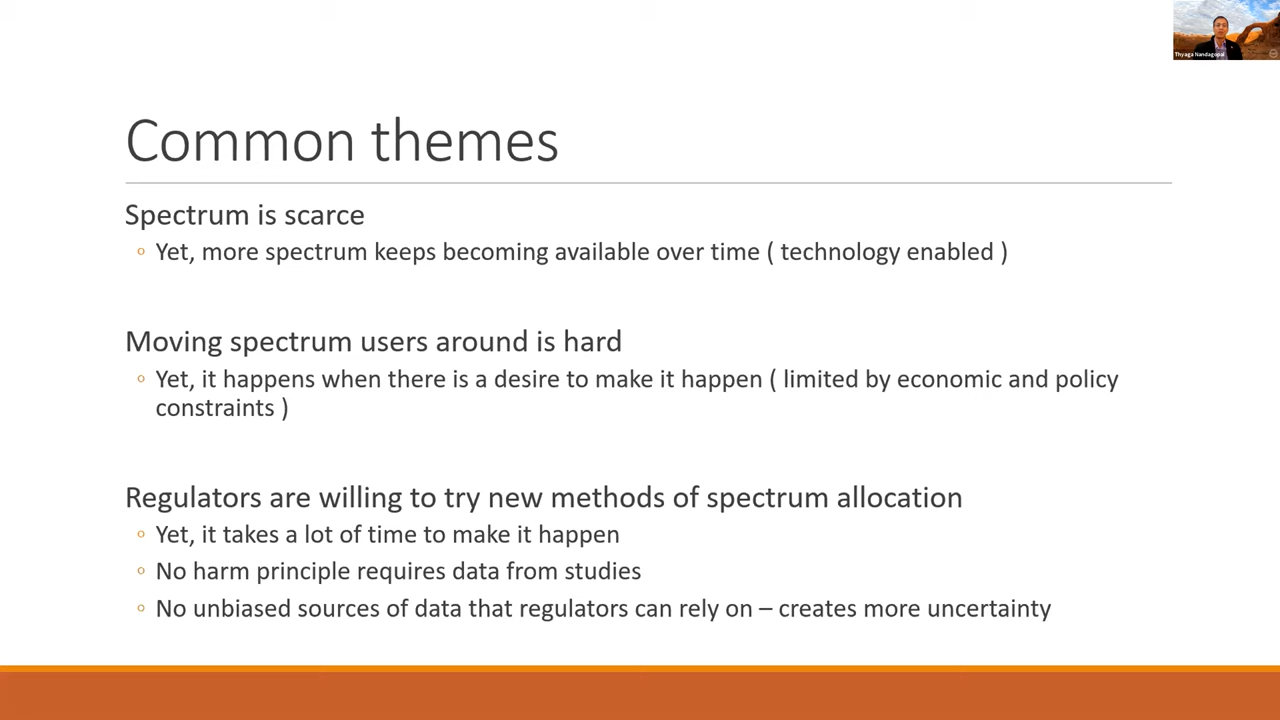 Thyaga Nandagopal
Common themes
Spectrum is scarce
◦ Yet, more spectrum keeps becoming available over time ( technology enabled )
Moving spectrum users around is hard
◦ Yet, it happens when there is a desire to make it happen ( limited by economic and policy
constraints )
Regulators are willing to try new methods of spectrum allocation
◦ Yet, it takes a lot of time to make it happen
◦ No harm principle requires data from studies
◦ No unbiased sources of data that regulators can rely on – creates more uncertainty